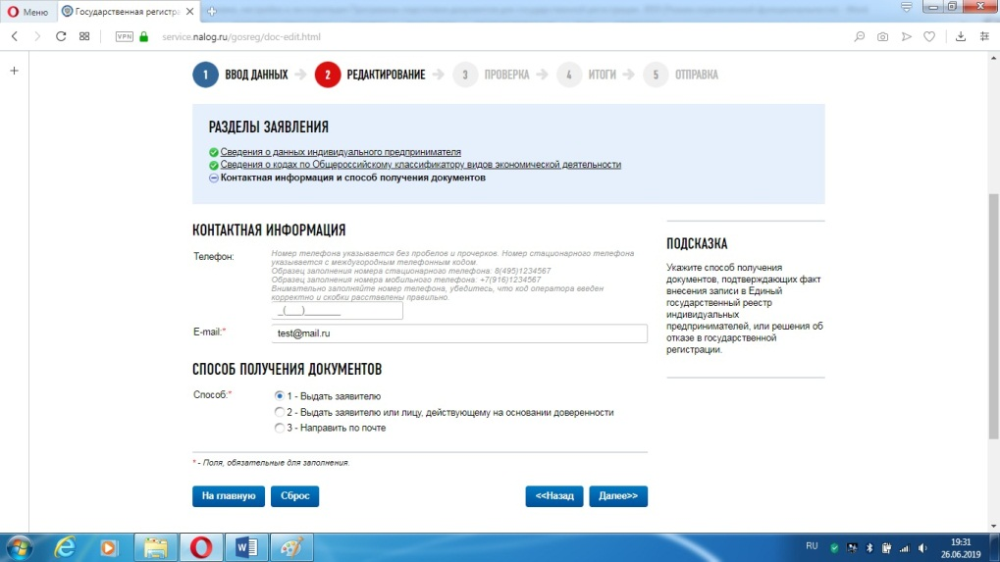 Меню
Государственная регистра
VPN
service.nalog.ru/gosreg/doc-edit.html
1 ВВОД ДАННЫХ 2 РЕДАКТИРОВАНИЕ 3 ПРОВЕРКА 4 ИТОГИ 5 ОТПРАВКА
РАЗДЕЛЫ ЗАЯВЛЕНИЯ
Сведения о данных индивидуального предпринимателя
Сведения о кодах по Общероссийскому классификатору видов экономической деятельности
Контактная информация и способ получения документов
КОНТАКТНАЯ ИНФОРМАЦИЯ
Телефон:
Номер телефона указывается без пробелов и прочерков. Номер стационарного телефона
указывается с междугородным телефонным кодом.
Образец заполнения номера стационарного телефона: 8(495)1234567
Образец заполнения номера мобильного телефона: +7(916)1234567
Внимательно заполняйте номер телефона, убедитесь, что код оператора введен
корректно и скобки расставлены правильно.
_(___)_______
E-mail:*
test@mail.ru
СПОСОБ ПОЛУЧЕНИЯ ДОКУМЕНТОВ
Способ:*
1 - Выдать заявителю
2 - Выдать заявителю или лицу, действующему на основании доверенности
3 - Направить по почте
* - Поля, обязательные для заполнения.
На главную Сброс <<Назад Далее>>
ПОДСКАЗКА
Укажите способ получения
документов, подтверждающих факт
внесения записи в Единый
государственный реестр
индивидуальных
предпринимателей, или решения об
отказе в государственной
регистрации.
RU
19:31
26.06.2019